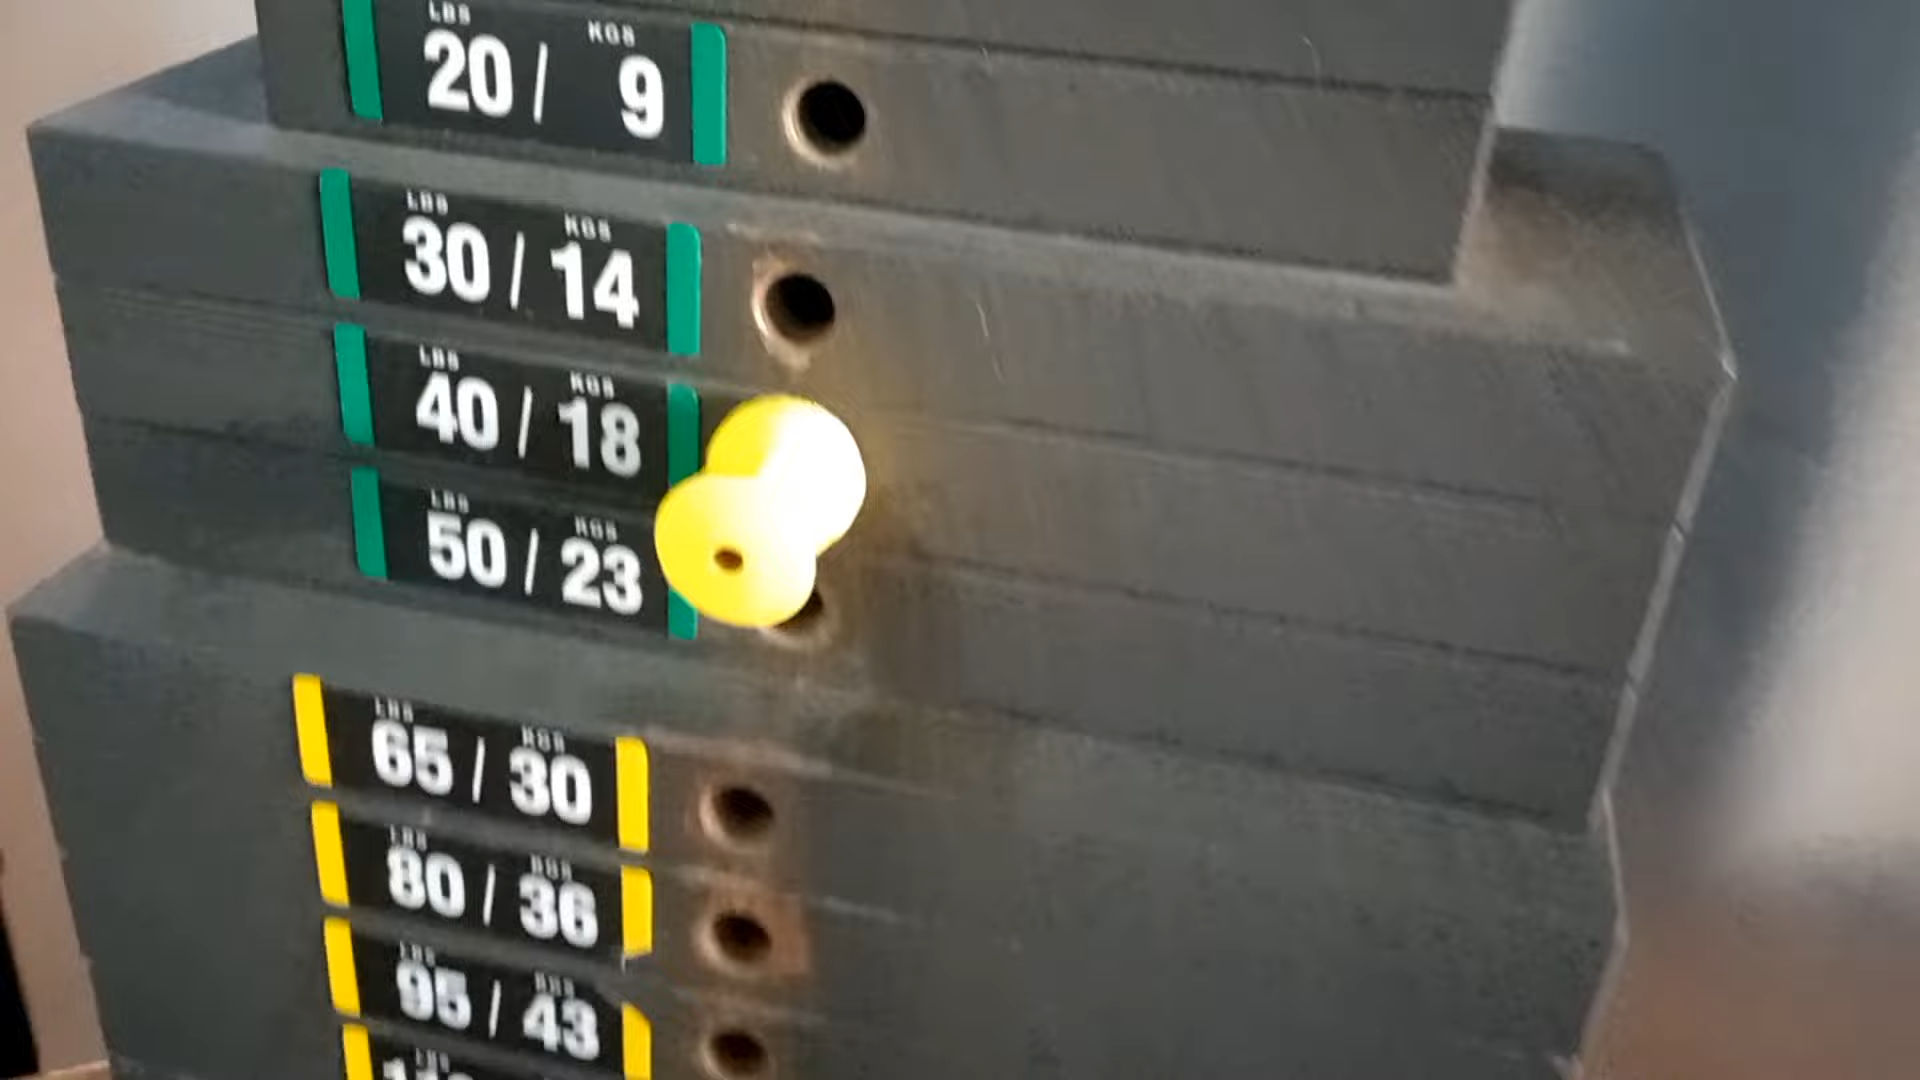 LBS KGS
20 / 9
LBS KGS
30 / 14
LBS KGS
40 / 18
LBS KGS
50 / 23
LBS KGS
65 / 30
LBS KGS
80 / 36
LBS KGS
95 / 43
LBS